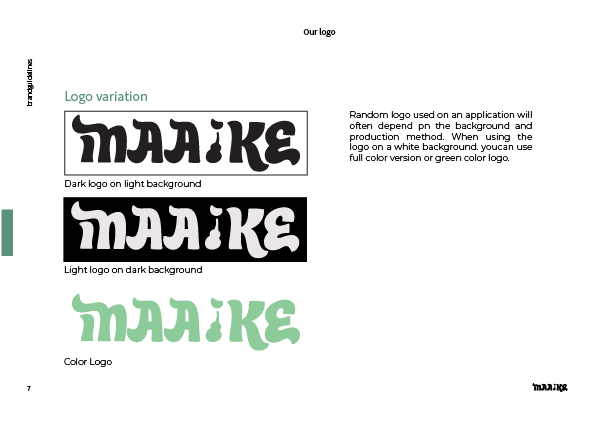 Our logo
brandguidelines
Logo variation
MAAiKE
Dark logo on light background
MAAiKE
Light logo on dark background
MAAiKE
Color Logo
Random logo used on an application will
often depend pn the background and
production method. When using the
logo on a white background. youcan use
full color version or green color logo.
7
MAAiKE